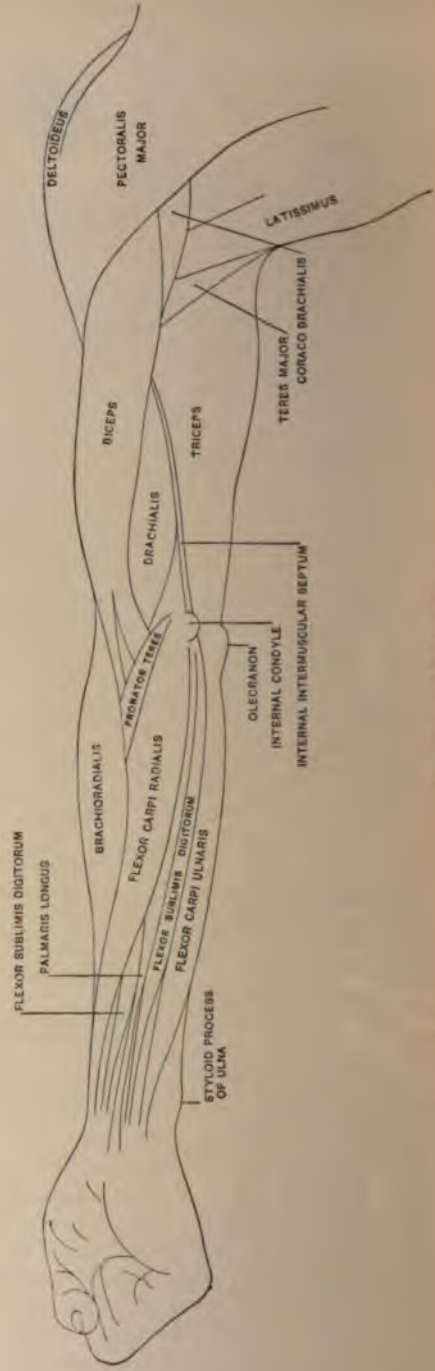 DELTOIDEUS
PECTORALIS
MAJOR
BICEPS
BRACHIALIS
TRICEPS
LATISSIMUS
TERES MAJOR
CORACO BRACHIALIS
FLEXOR SUBLIMIS DIGITORUM
PALMARIS LONGUS
BRACHIORADIALIS
PRONATOR TERES
FLEXOR CARPI RADIALIS
FLEXOR SUBLIMIS DIGITORUM
FLEXOR CARPI ULNARIS
STYLOID PROCESS
OF ULNA
OLECRANON
INTERNAL CONDYLE
INTERNAL INTERMUSCULAR SEPTUM